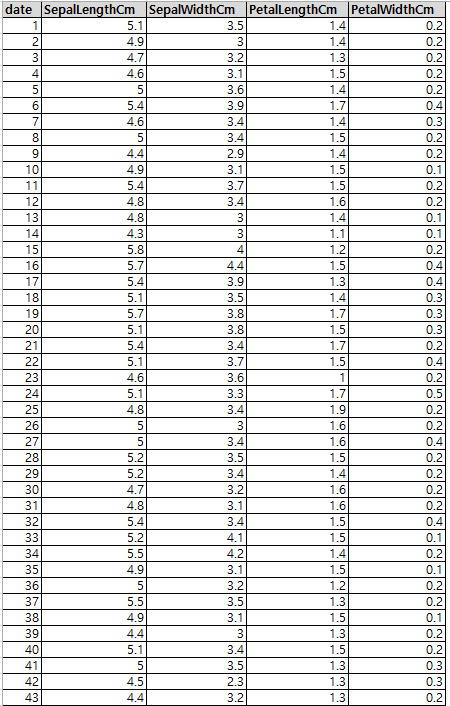 date SepalLengthCm SepalWidthCm PetalLengthCm PetalWidthCm
1 5.1 3.5 1.4 0.2
2 4.9 3 1.4 0.2
3 4.7 3.2 1.3 0.2
4 4.6 3.1 1.5 0.2
5 5 3.6 1.4 0.2
6 5.4 3.9 1.7 0.4
7 4.6 3.4 1.4 0.3
8 5 3.4 1.5 0.2
9 4.4 2.9 1.4 0.2
10 4.9 3.1 1.5 0.1
11 5.4 3.7 1.5 0.2
12 4.8 3.4 1.6 0.2
13 4.8 3 1.4 0.1
14 4.3 3 1.1 0.1
15 5.8 4 1.2 0.2
16 5.7 4.4 1.5 0.4
17 5.4 3.9 1.3 0.4
18 5.1 3.5 1.4 0.3
19 5.7 3.8 1.7 0.3
20 5.1 3.8 1.5 0.3
21 5.4 3.4 1.7 0.2
22 5.1 3.7 1.5 0.4
23 4.6 3.6 1 0.2
24 5.1 3.3 1.7 0.5
25 4.8 3.4 1.9 0.2
26 5 3 1.6 0.2
27 5 3.4 1.6 0.4
28 5.2 3.5 1.5 0.2
29 5.2 3.4 1.4 0.2
30 4.7 3.2 1.6 0.2
31 4.8 3.1 1.6 0.2
32 5.4 3.4 1.5 0.4
33 5.2 4.1 1.5 0.1
34 5.5 4.2 1.4 0.2
35 4.9 3.1 1.5 0.1
36 5 3.2 1.2 0.2
37 5.5 3.5 1.3 0.2
38 4.9 3.1 1.5 0.1
39 4.4 3 1.3 0.2
40 5.1 3.4 1.5 0.2
41 5 3.5 1.3 0.3
42 4.5 2.3 1.3 0.3
43 4.4 3.2 1.3 0.2